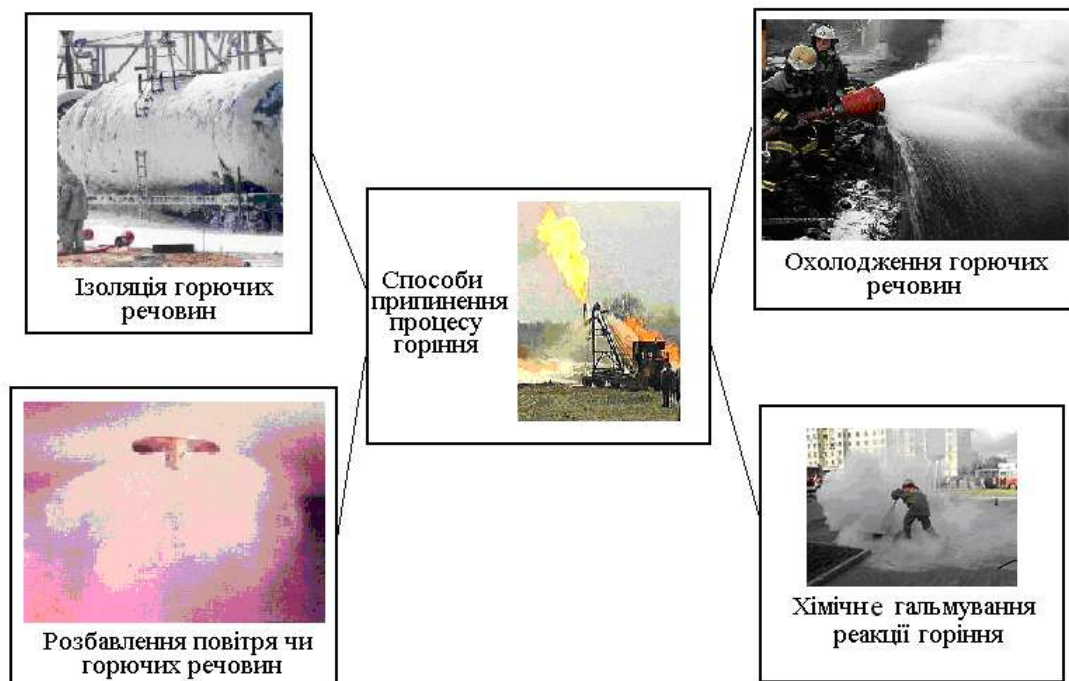 Ізоляція горючих
речовин
Охолодження горючих
речовин
Способи
припинення
процесу
горіння
Розбавлення повітря чи
горючих речовин
Хімічне гальмування
реакції горіння